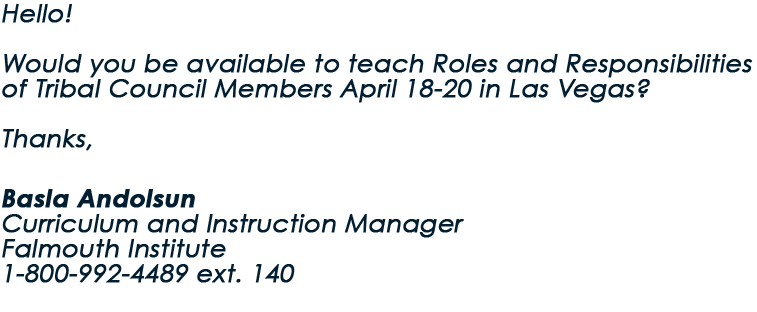 Hello!
Would you be available to teach Roles and Responsibilities
of Tribal Council Members April 18-20 in Las Vegas?
Thanks,
Basla Andolsun
Curriculum and Instruction Manager
Falmouth Institute
1-800-992-4489 ext. 140